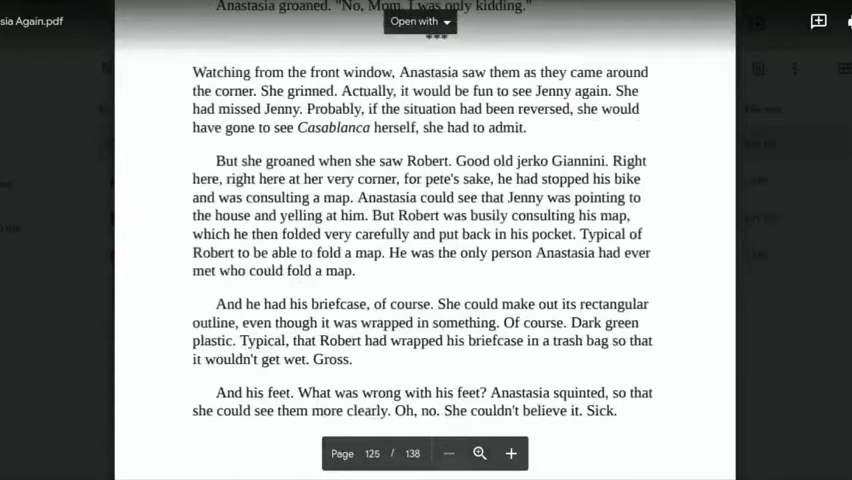 Anastasia groaned. "No, Mom. I was only kidding."
sia Again.pdf
Open with
***
Watching from the front window, Anastasia saw them as they came around
the corner. She grinned. Actually, it would be fun to see Jenny again. She
had missed Jenny. Probably, if the situation had been reversed, she would
have gone to see Casablanca herself, she had to admit.
But she groaned when she saw Robert. Good old jerko Giannini. Right
here, right here at her very corner, for pete's sake, he had stopped his bike
and was consulting a map. Anastasia could see that Jenny was pointing to
the house and yelling at him. But Robert was busily consulting his map,
which he then folded very carefully and put back in his pocket. Typical of
Robert to be able to fold a map. He was the only person Anastasia had ever
met who could fold a map.
And he had his briefcase, of course. She could make out its rectangular
outline, even though it was wrapped in something. Of course. Dark green
plastic. Typical, that Robert had wrapped his briefcase in a trash bag so that
it wouldn't get wet. Gross.
And his feet. What was wrong with his feet? Anastasia squinted, so that
she could see them more clearly. Oh, no. She couldn't believe it. Sick.
Page 125 / 138